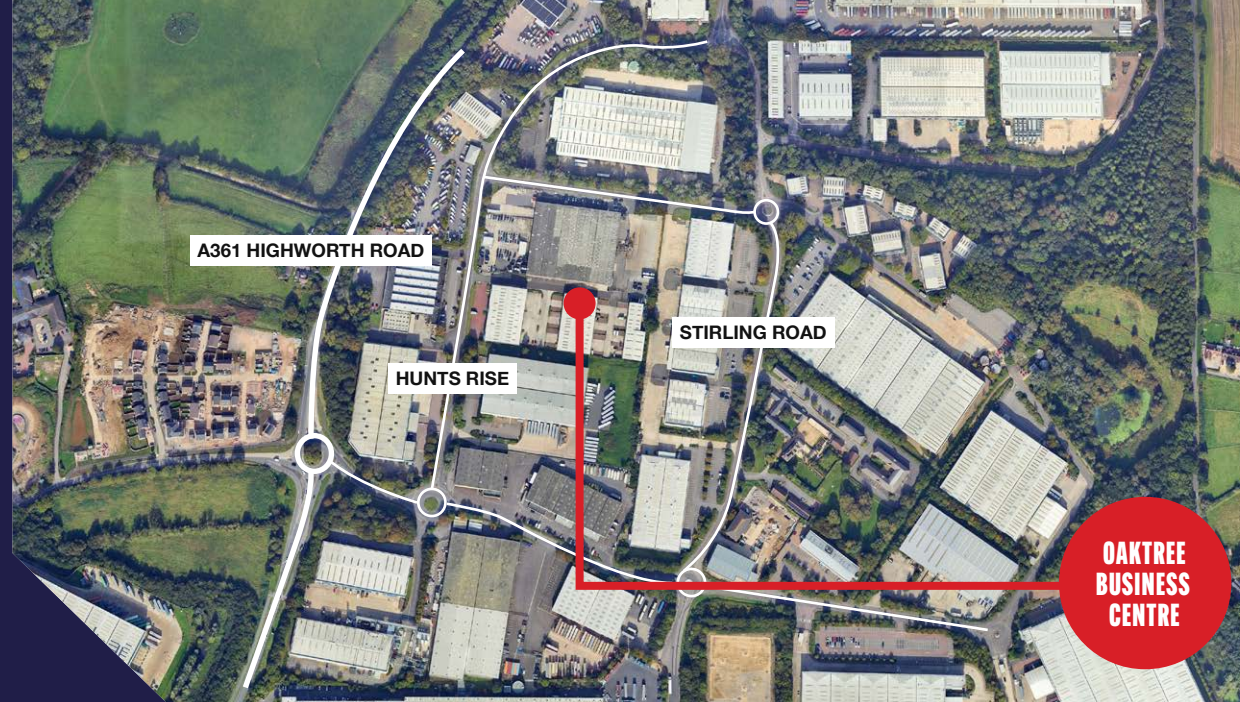 A361 HIGHWORTH ROAD
STIRLING ROAD
HUNTS RISE
OAKTREE
BUSINESS
CENTRE